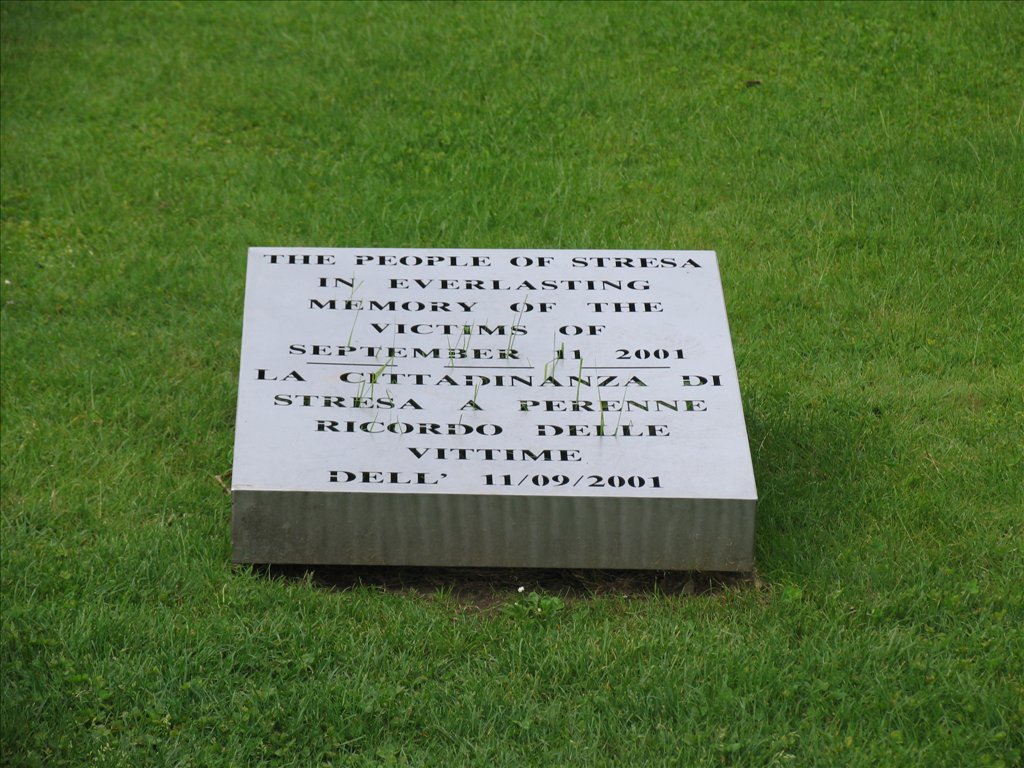 THE PEOPLE OF STRESA
IN EVERLASTING
MEMORY OF THE
VICTIMS OF
SEPTEMBER 11 2001
LA CITTADINANZA DI
STRESA A PERENNE
RICORDO DELLE
VITTIME
DELL' 11/09/2001